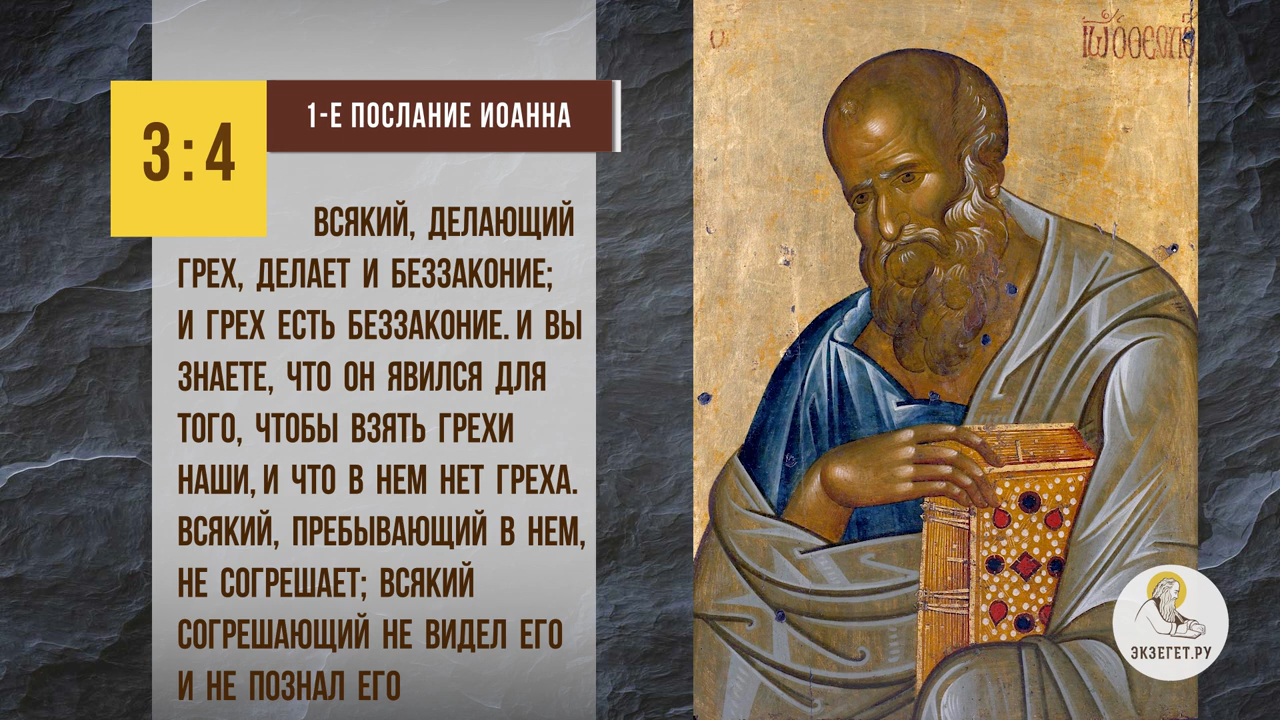 3:4
1-Е ПОСЛАНИЕ ИОАННА
ВСЯКИЙ, ДЕЛАЮЩИЙ
ГРЕХ, ДЕЛАЕТ И БЕЗЗАКОНИЕ;
И ГРЕХ ЕСТЬ БЕЗЗАКОНИЕ. И ВЫ
ЗНАЕТЕ, ЧТО ОН ЯВИЛСЯ ДЛЯ
ТОГО, ЧТОБЫ ВЗЯТЬ ГРЕХИ
НАШИ, И ЧТО В НЕМ НЕТ ГРЕХА.
ВСЯКИЙ, ПРЕБЫВАЮЩИЙ В НЕМ,
НЕ СОГРЕШАЕТ; ВСЯКИЙ
СОГРЕШАЮЩИЙ НЕ ВИДЕЛ ЕГО
И НЕ ПОЗНАЛ ЕГО
ЭКЗЕГЕТ.РУ